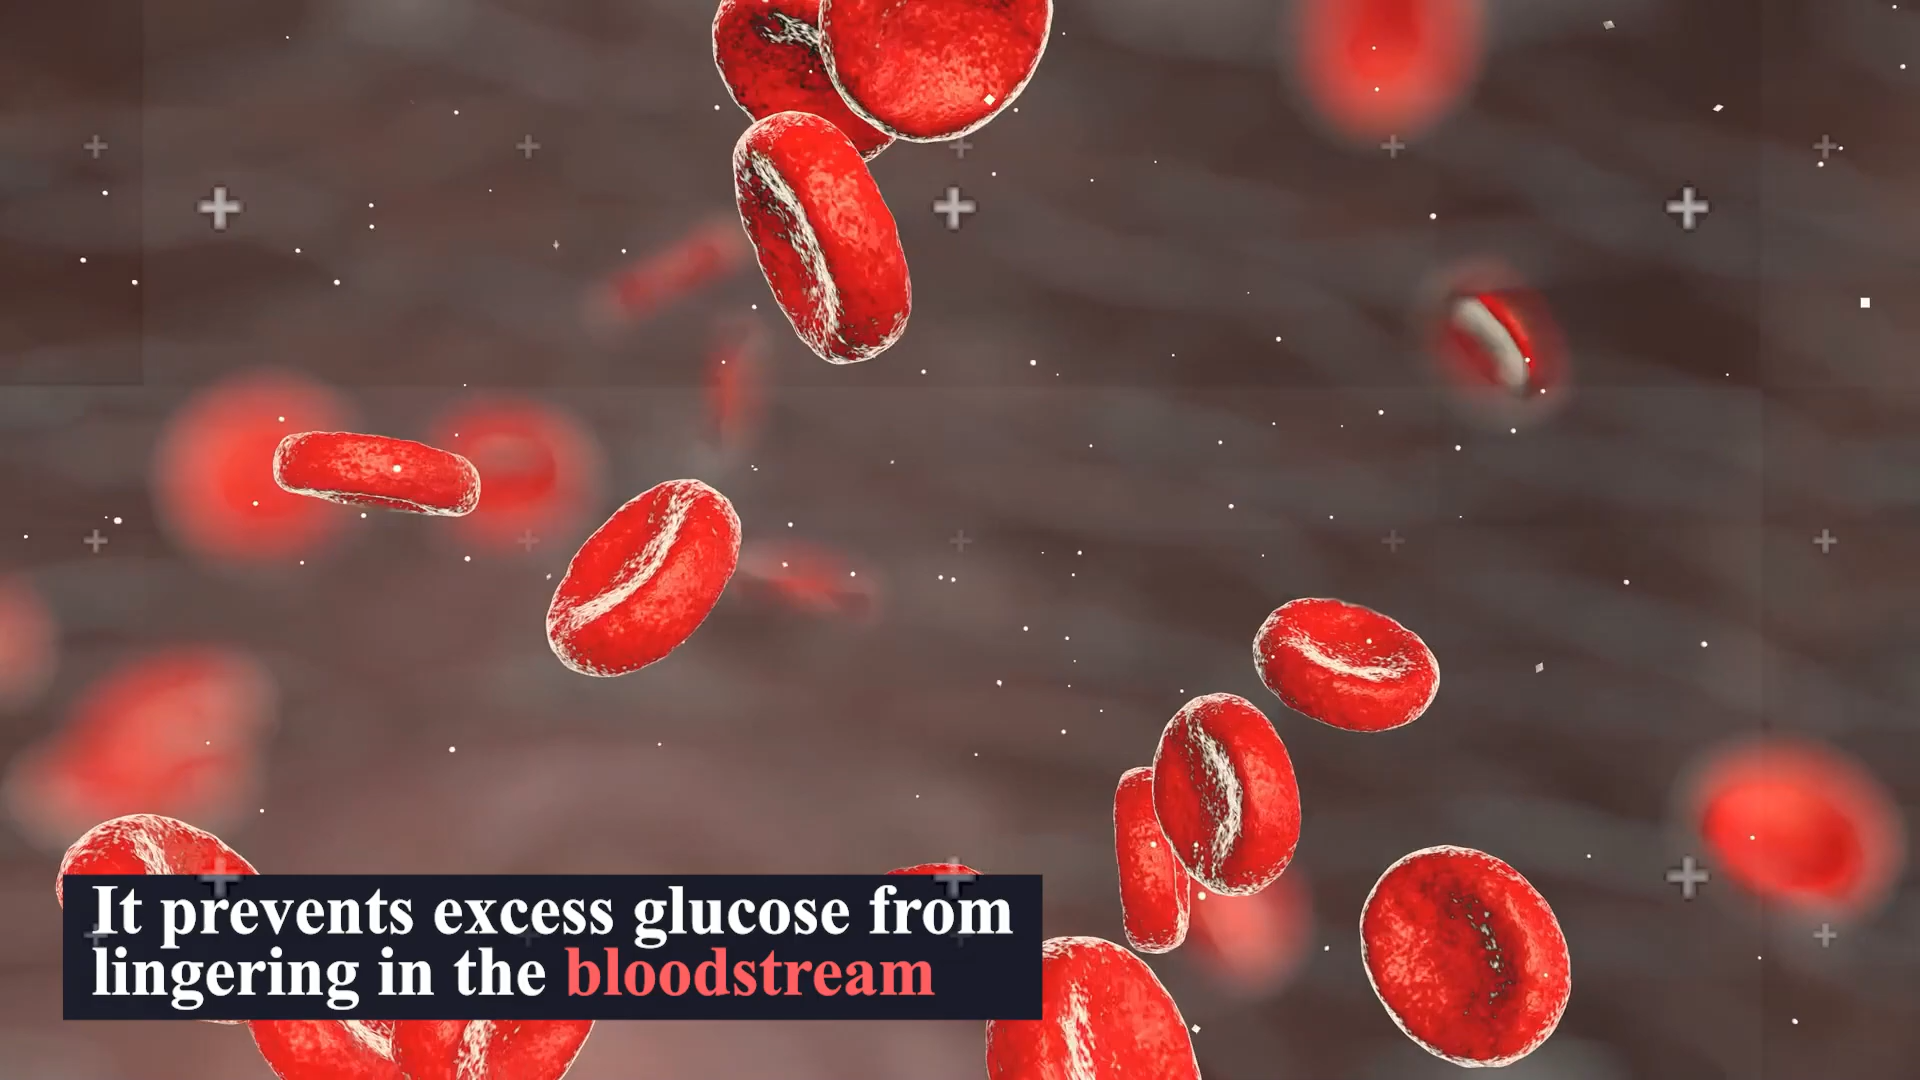 It prevents excess glucose from
lingering in the bloodstream